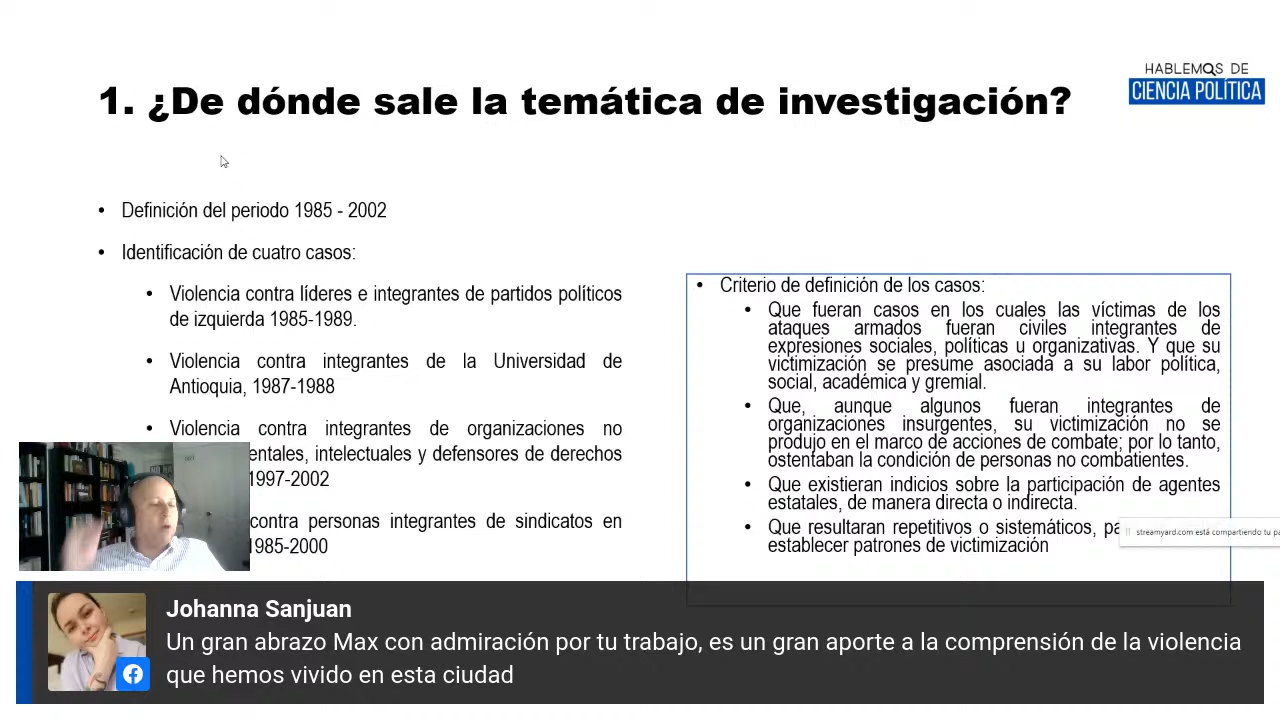 HABLEMOS DE
CIENCIA POLÍTICA
1. ¿De dónde sale la temática de investigación?
• Definición del periodo 1985 - 2002
• Identificación de cuatro casos:
• Violencia contra líderes e integrantes de partidos políticos
de izquierda 1985-1989.
• Violencia contra integrantes de la Universidad de
Antioquia, 1987-1988
Violencia contra integrantes de organizaciones no
entales, intelectuales y defensores de derechos
1997-2002
contra personas integrantes de sindicatos en
1985-2000
• Criterio de definición de los casos:
• Que fueran casos en los cuales las víctimas de los
ataques armados fueran civiles integrantes de
expresiones sociales, políticas u organizativas. Y que su
victimización se presume asociada a su labor política,
social, académica y gremial.
• Que, aunque algunos fueran integrantes de
organizaciones insurgentes, su victimización no se
produjo en el marco de acciones de combate; por lo tanto,
ostentaban la condición de personas no combatientes.
• Que existieran indicios sobre la participación de agentes
estatales, de manera directa o indirecta.
• Que resultaran repetitivos o sistemáticos, pa
establecer patrones de victimización
streamyard.com está compartiendo tu pa
Johanna Sanjuan
Un gran abrazo Max con admiración por tu trabajo, es un gran aporte a la comprensión de la violencia
que hemos vivido en esta ciudad